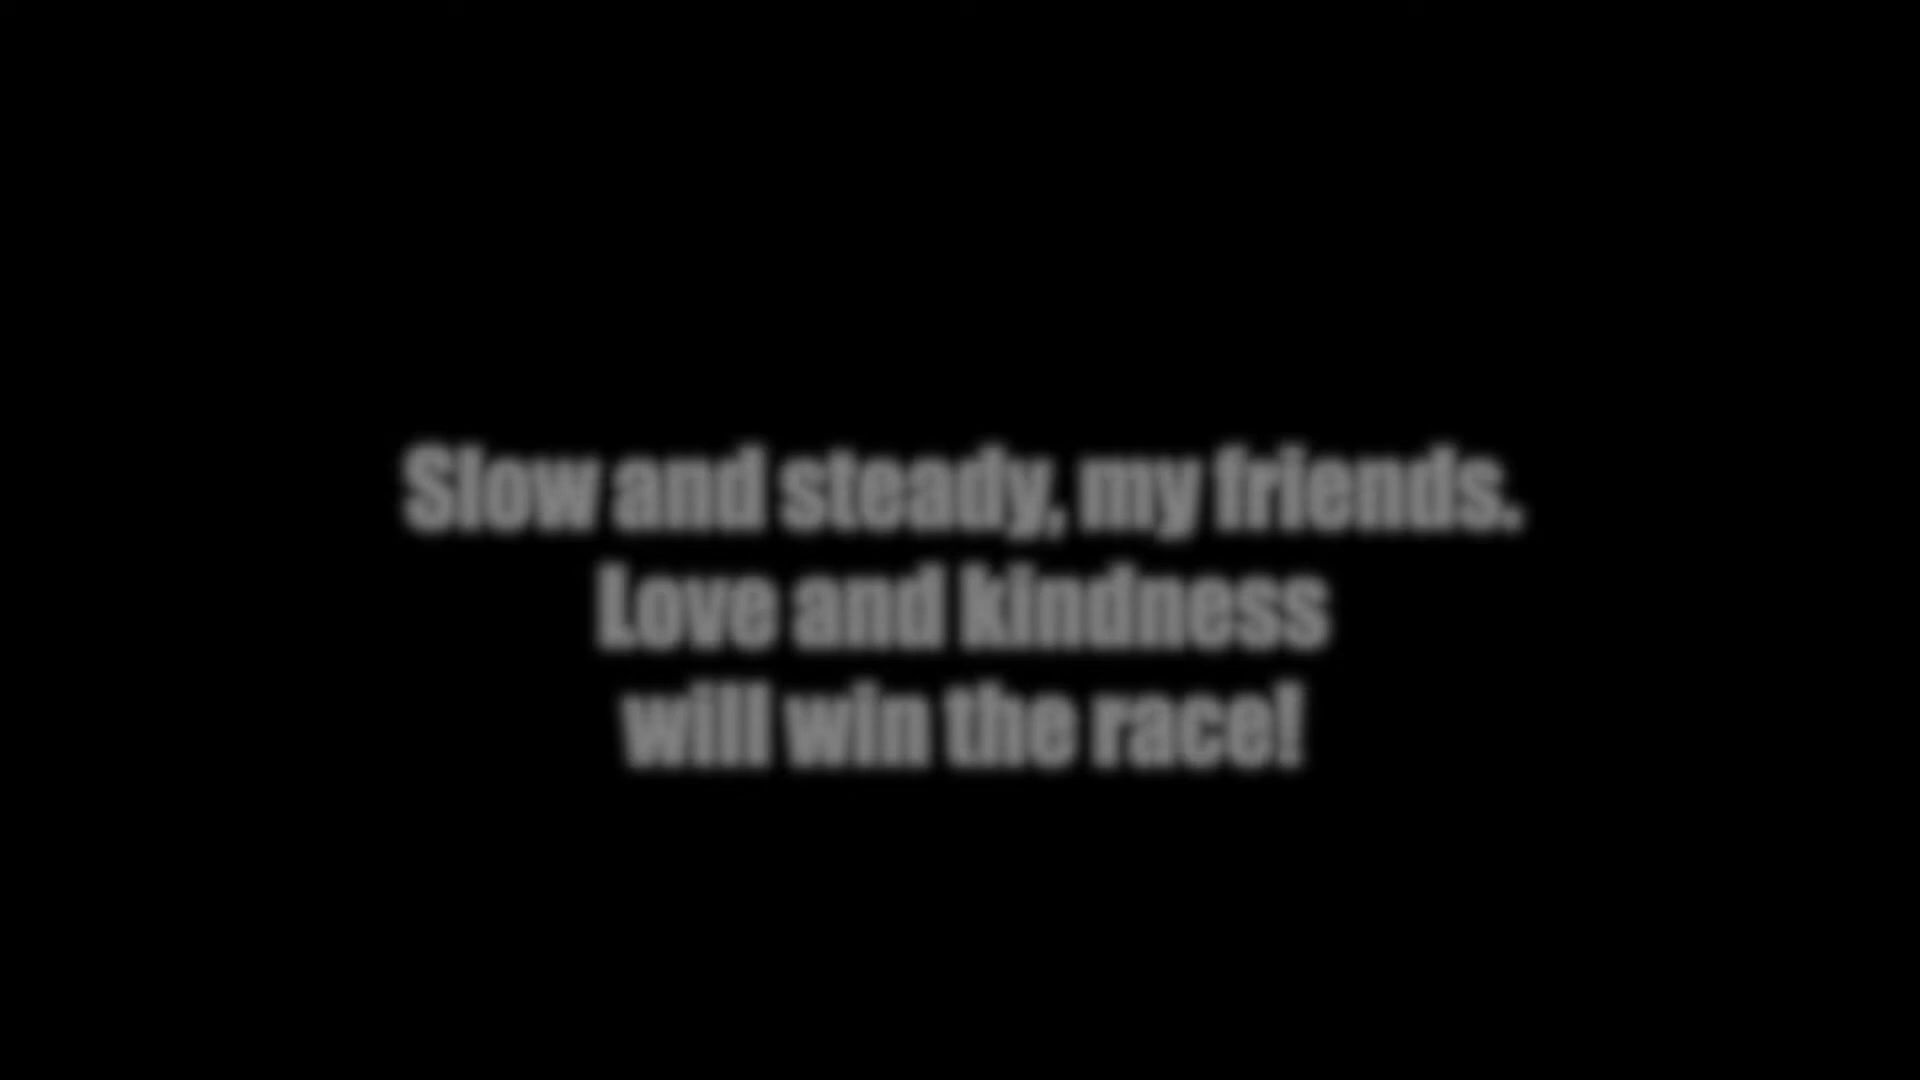 Slow and steady, my friends.
Love and kindness
will win the race!